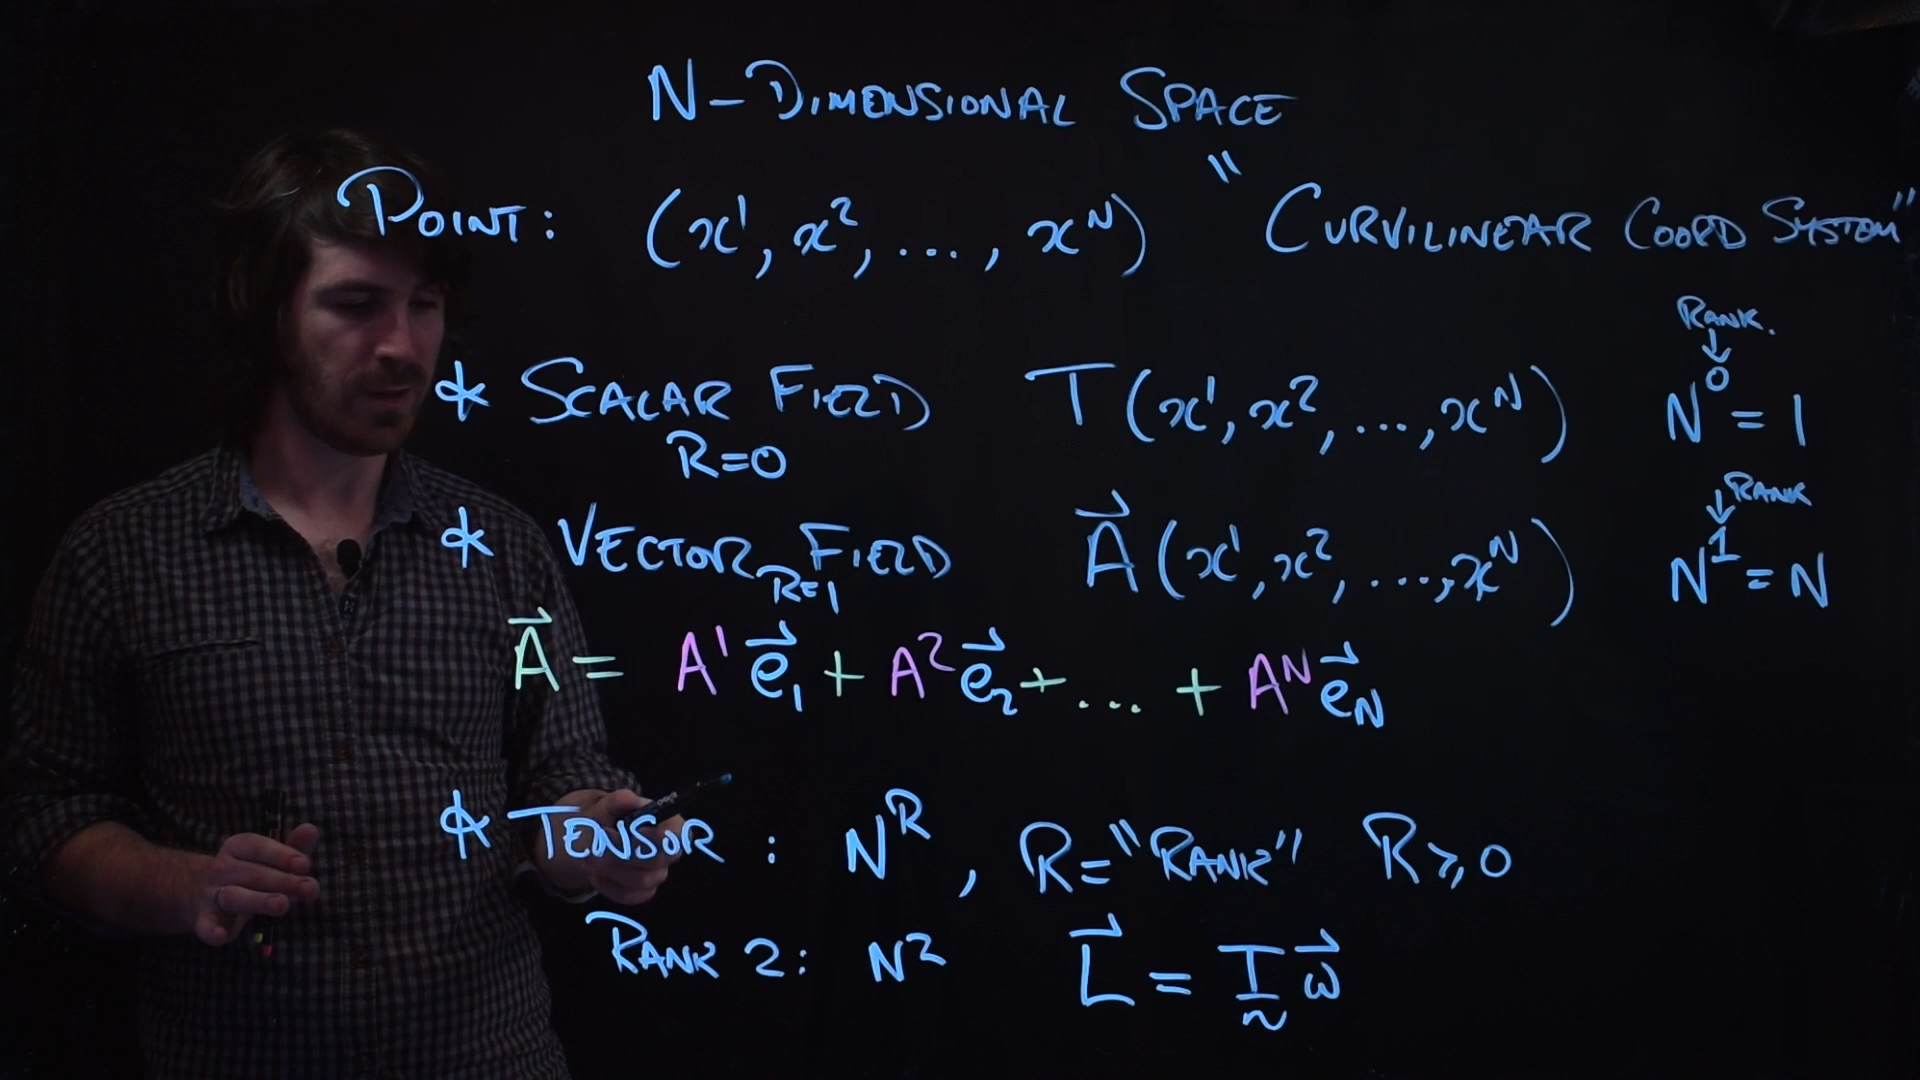 N-DIMENSIONAL SPACE
POINT: (x¹, x², ..., xᴺ) "CURVILINEAR COORD SYSTEM"
RANK.
↓
* SCALAR FIELD T(x¹, x², ..., xᴺ) N⁰ = 1
R=0
↓ RANK
* VECTOR FIELD A⃗(x¹, x², ..., xᴺ) N¹ = N
R=1
A⃗ = A¹e⃗₁ + A²e⃗₂ + ... + Aᴺe⃗_N
* TENSOR: Nᴿ, R="RANK" R⩾0
RANK 2: N² L⃗ = Ḭ ω⃗